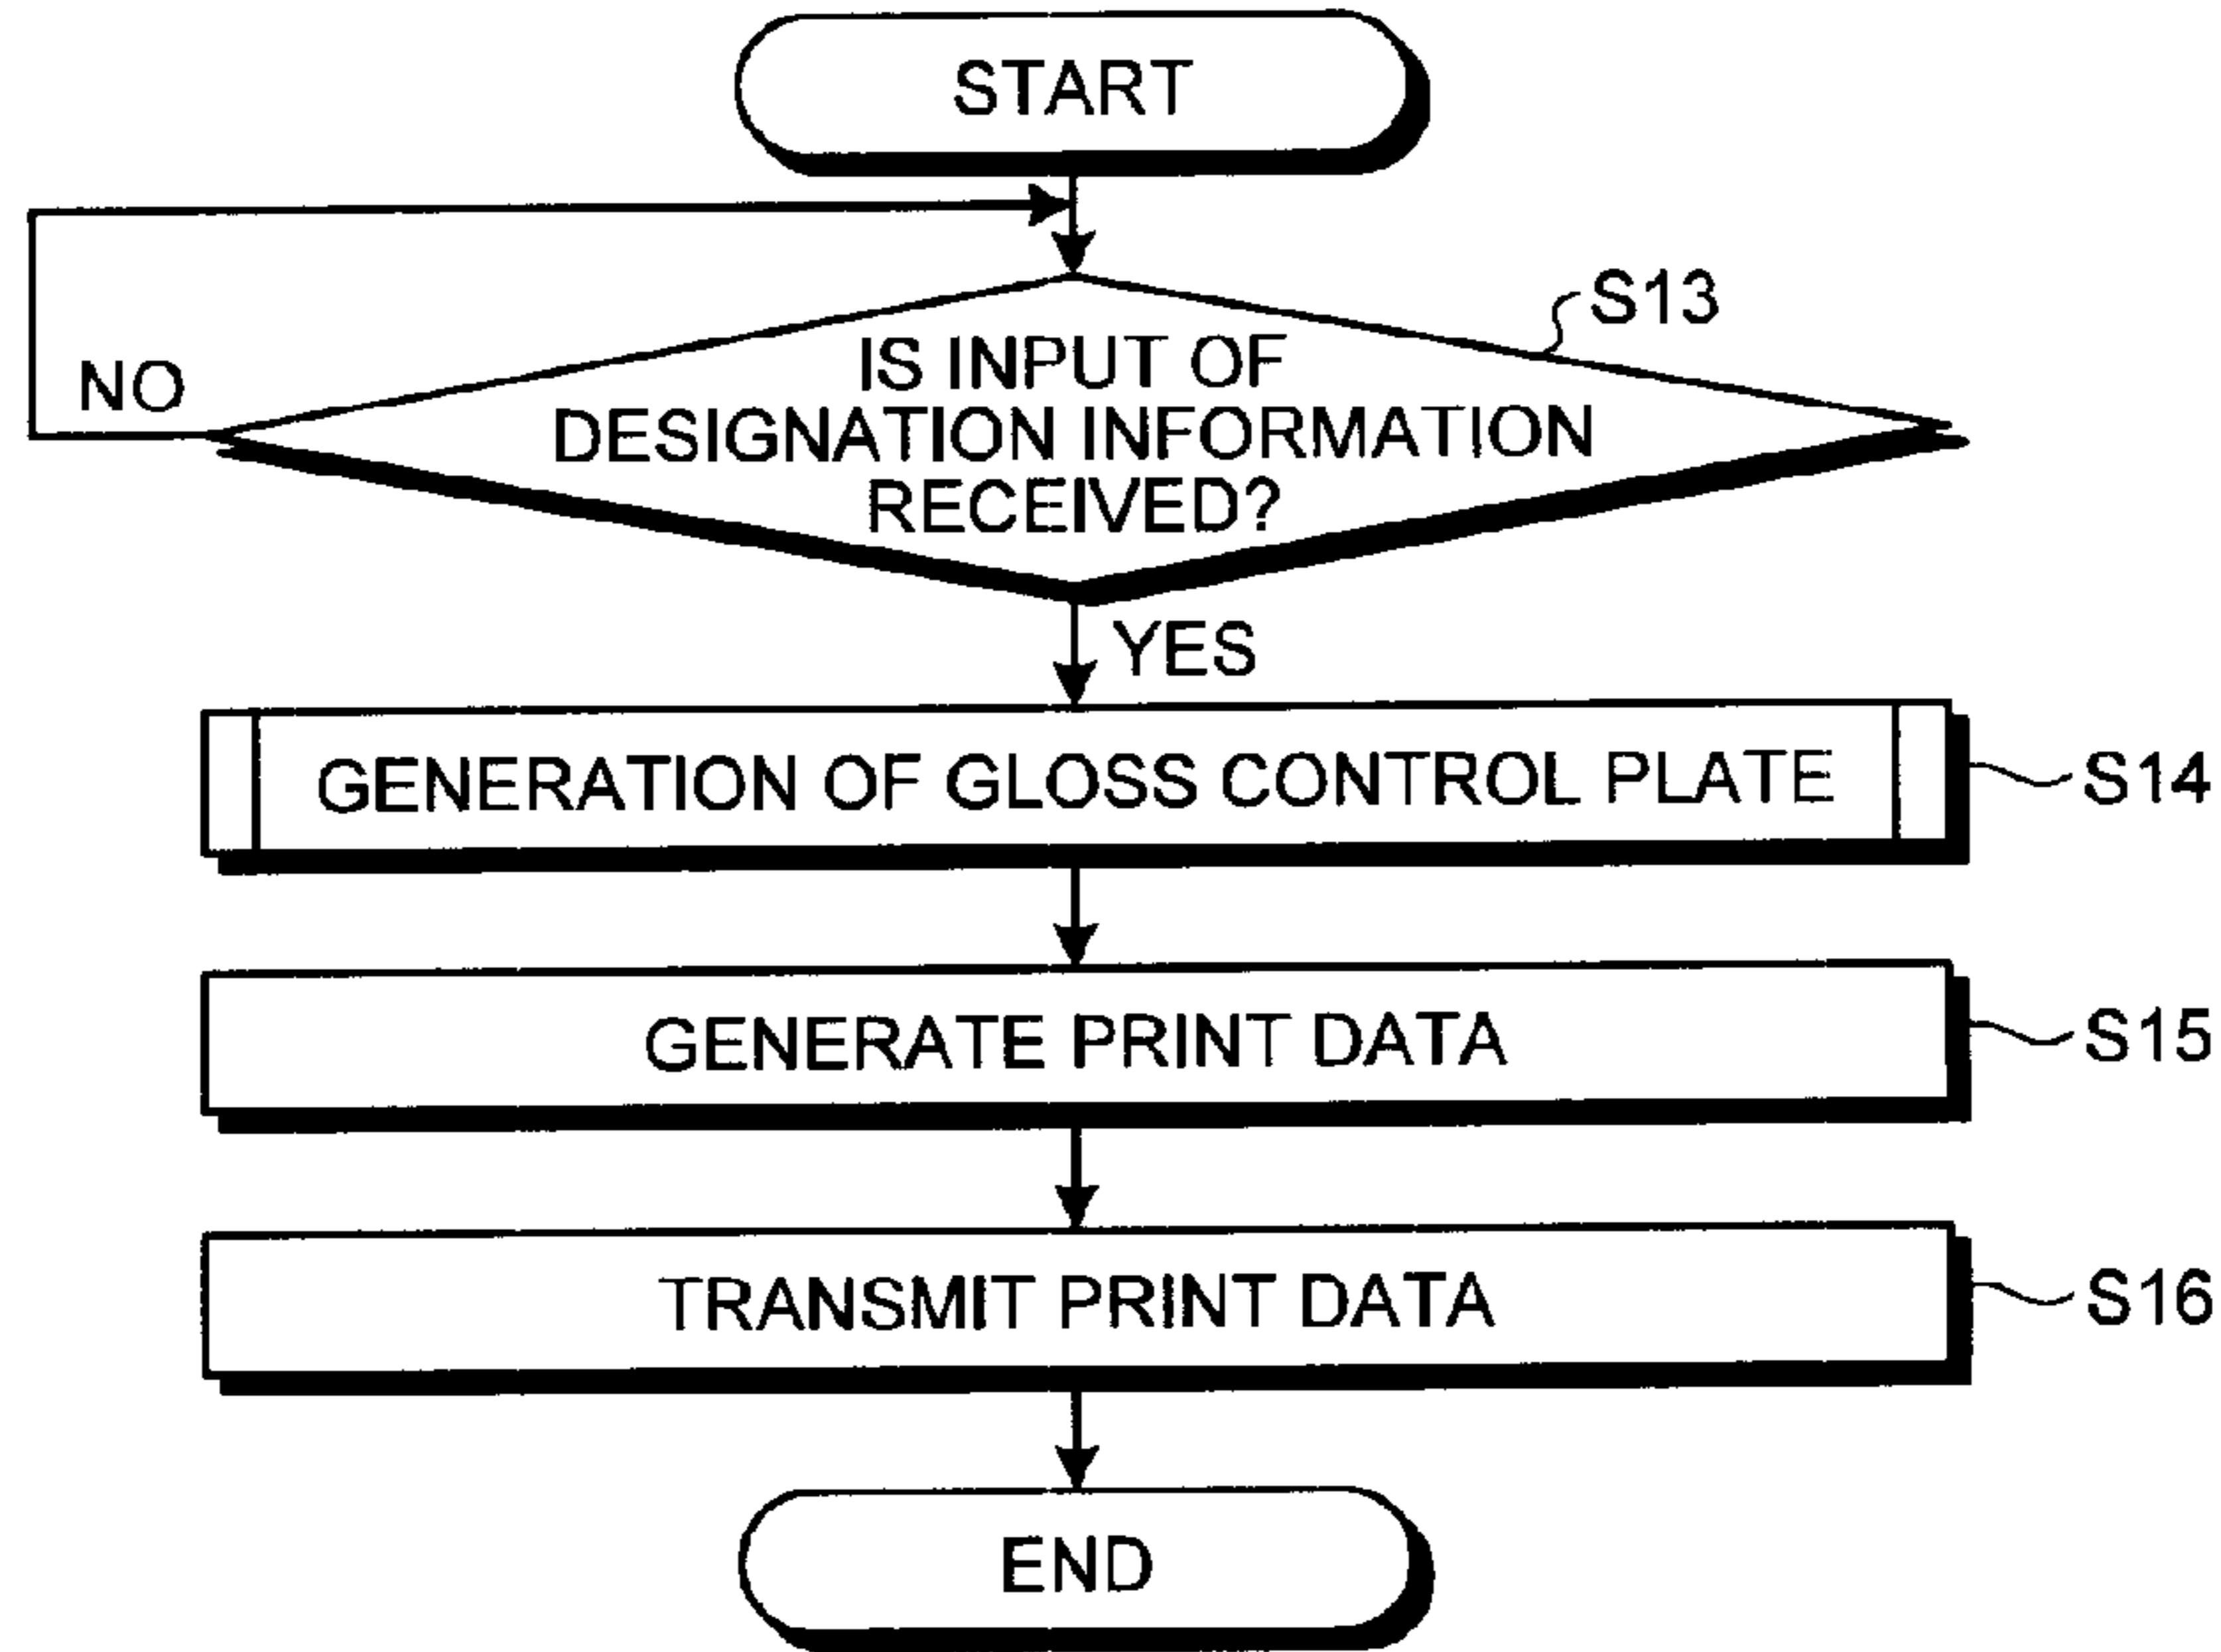 START
S13
NO
IS INPUT OF
DESIGNATION INFORMATION
RECEIVED?
YES
GENERATION OF GLOSS CONTROL PLATE
S14
GENERATE PRINT DATA
S15
TRANSMIT PRINT DATA
S16
END